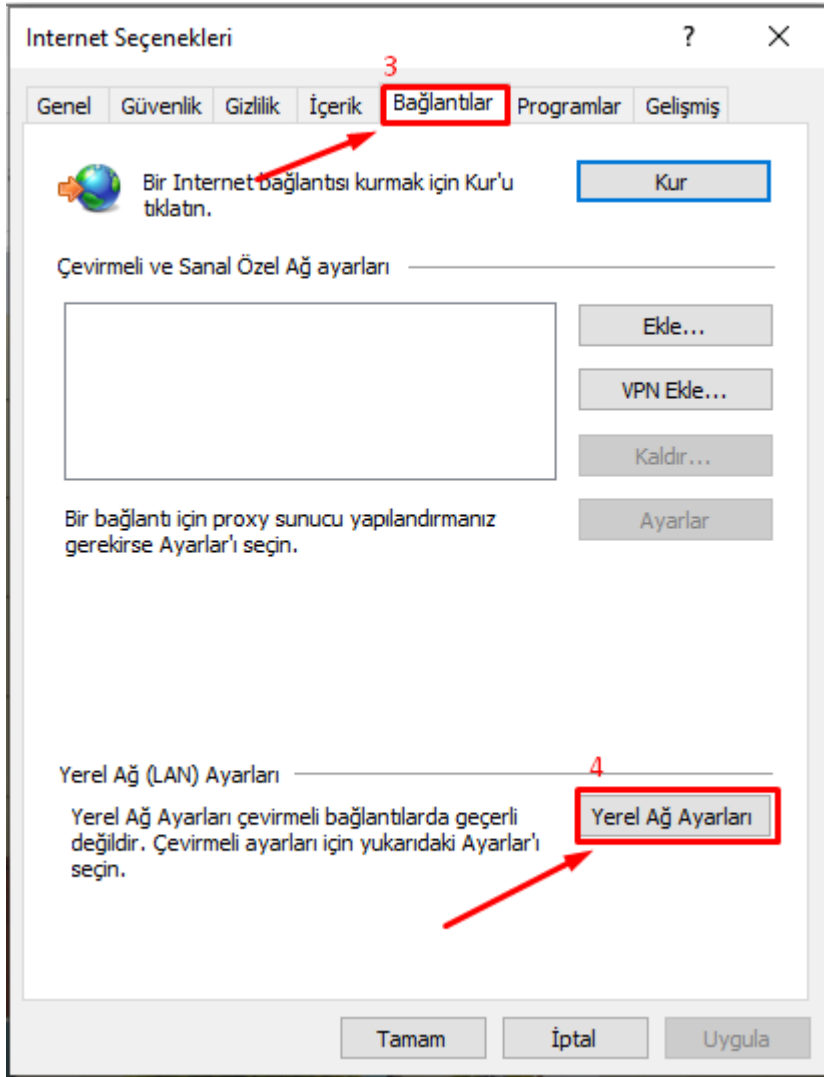 Internet Seçenekleri
3
Genel Güvenlik Gizlilik İçerik Bağlantılar Programlar Gelişmiş
Bir Internet bağlantısı kurmak için Kur'u
tıklatın.
Kur
Çevirmeli ve Sanal Özel Ağ ayarları
Ekle...
VPN Ekle...
Kaldır...
Bir bağlantı için proxy sunucu yapılandırmanız
gerekirse Ayarlar'ı seçin.
Ayarlar
Yerel Ağ (LAN) Ayarları
4
Yerel Ağ Ayarları çevirmeli bağlantılarda geçerli
değildir. Çevirmeli ayarları için yukarıdaki Ayarlar'ı
seçin.
Yerel Ağ Ayarları
Tamam İptal Uygula